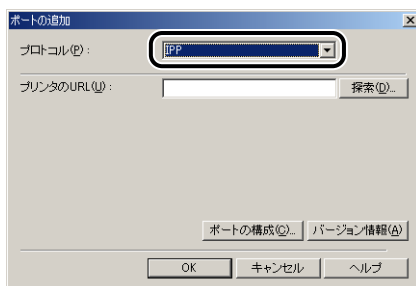 ポートの追加
プロトコル(P) : IPP
プリンタのURL(U) : 探索(D)...
ポートの構成(C)... バージョン情報(A)
OK キャンセル ヘルプ